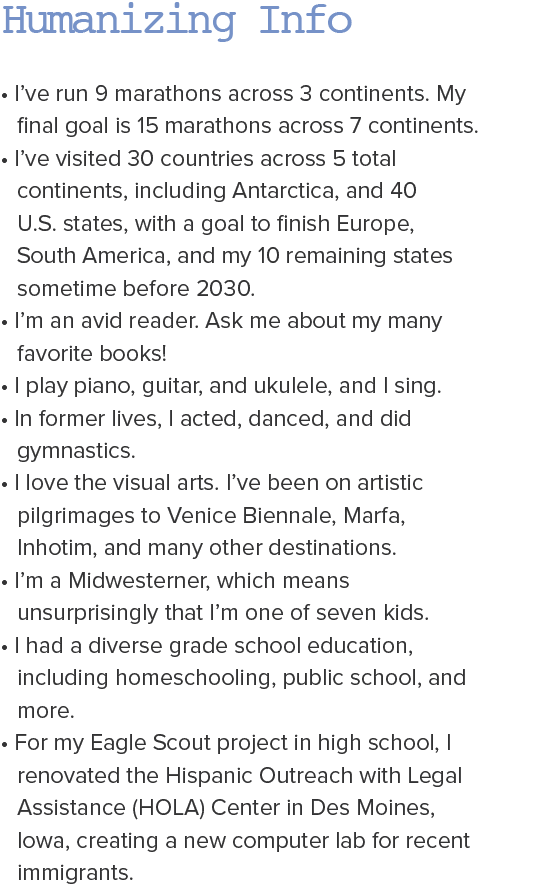 Humanizing Info
• I've run 9 marathons across 3 continents. My
final goal is 15 marathons across 7 continents.
• I've visited 30 countries across 5 total
continents, including Antarctica, and 40
U.S. states, with a goal to finish Europe,
South America, and my 10 remaining states
sometime before 2030.
• I'm an avid reader. Ask me about my many
favorite books!
• I play piano, guitar, and ukulele, and I sing.
• In former lives, I acted, danced, and did
gymnastics.
• I love the visual arts. I've been on artistic
pilgrimages to Venice Biennale, Marfa,
Inhotim, and many other destinations.
• I'm a Midwesterner, which means
unsurprisingly that I'm one of seven kids.
• I had a diverse grade school education,
including homeschooling, public school, and
more.
• For my Eagle Scout project in high school, I
renovated the Hispanic Outreach with Legal
Assistance (HOLA) Center in Des Moines,
Iowa, creating a new computer lab for recent
immigrants.